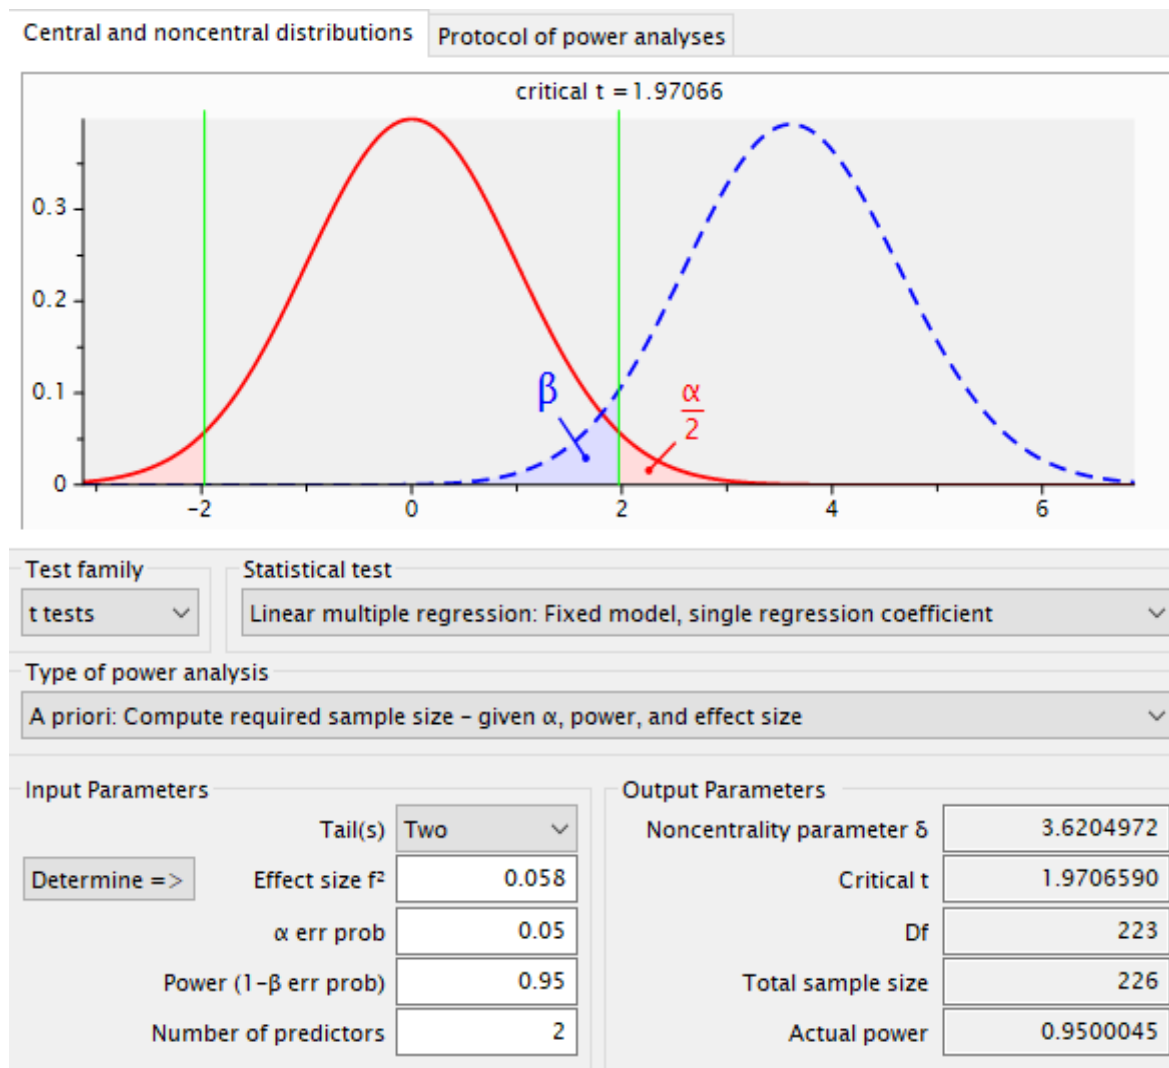 Central and noncentral distributions Protocol of power analyses
critical t = 1.97066
0.3
0.2
0.1
0
β
α
2
-2 0 2 4 6
Test family Statistical test
t tests Linear multiple regression: Fixed model, single regression coefficient
Type of power analysis
A priori: Compute required sample size – given α, power, and effect size
Input Parameters Output Parameters
Tail(s) Two Noncentrality parameter δ 3.6204972
Determine => Effect size f² 0.058 Critical t 1.9706590
α err prob 0.05 Df 223
Power (1-β err prob) 0.95 Total sample size 226
Number of predictors 2 Actual power 0.9500045